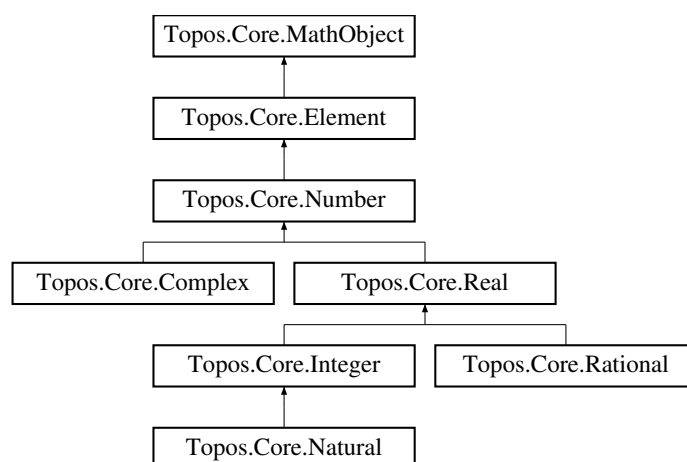 Topos.Core.MathObject
Topos.Core.Element
Topos.Core.Number
Topos.Core.Complex
Topos.Core.Real
Topos.Core.Integer
Topos.Core.Rational
Topos.Core.Natural